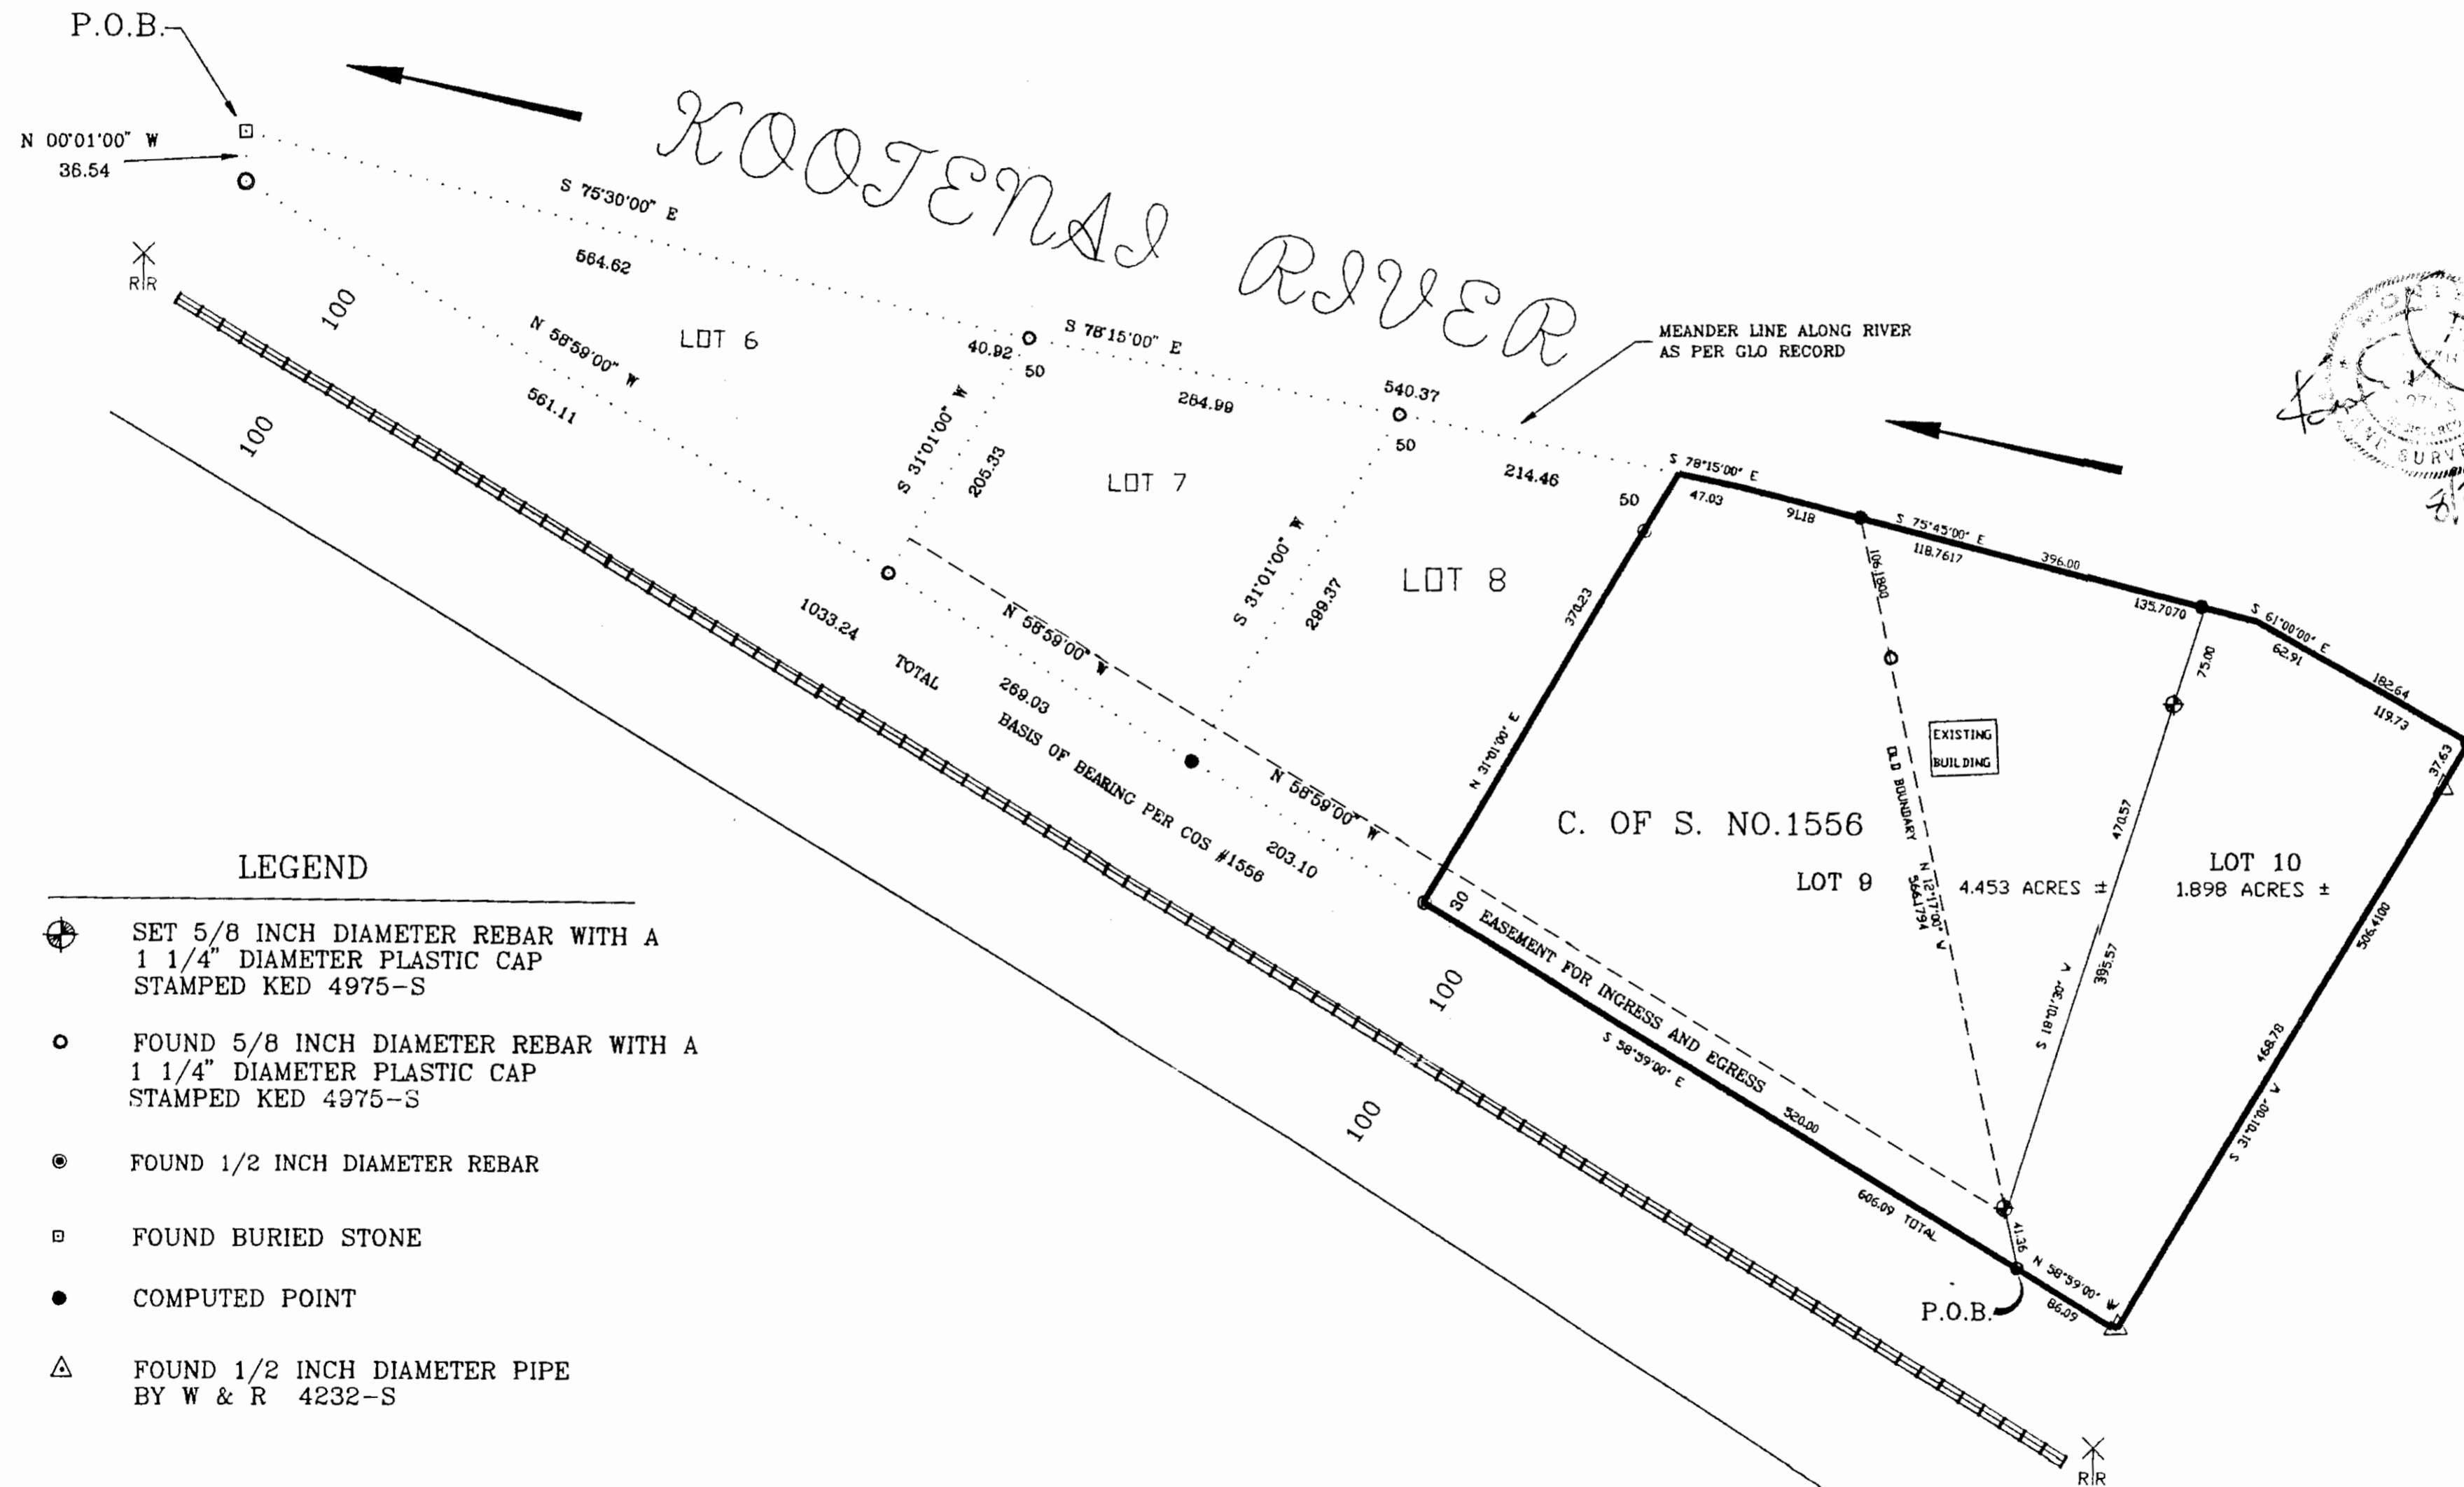 P.O.B.
KOOTENAI RIVER
N 00°01'00" W
36.54
S 75°30'00" E
564.62
R R
100
100
N 58°59'00" W
561.11
LOT 6
40.92
50
S 78°15'00" E
284.99
540.37
50
MEANDER LINE ALONG RIVER
AS PER GLO RECORD
S 31°01'00" W
205.33
LOT 7
214.46
50
S 78°15'00" E
47.03
91.18
S 75°45'00" E
118.7617
396.00
135.7070
S 61°00'00" E
62.91
182.64
119.73
37.63
S 31°01'00" W
299.37
LOT 8
370.23
N 31°01'00" E
106.1800
75.00
EXISTING
BUILDING
OLD BOUNDARY N 12°17'00" W
566.1794
470.57
1033.24 TOTAL
N 58°59'00" W
269.03
BASIS OF BEARING PER COS #1556
N 58°59'00" W
203.10
C. OF S. NO.1556
LOT 9
4.453 ACRES ±
LOT 10
1.898 ACRES ±
506.4100
395.57
S 18°01'30" W
468.78
S 31°01'00" W
30
EASEMENT FOR INGRESS AND EGRESS
100
S 58°59'00" E
520.00
606.09 TOTAL
100
41.36
N 58°59'00" W
86.09
P.O.B.
R R
LEGEND
SET 5/8 INCH DIAMETER REBAR WITH A
1 1/4" DIAMETER PLASTIC CAP
STAMPED KED 4975-S
FOUND 5/8 INCH DIAMETER REBAR WITH A
1 1/4" DIAMETER PLASTIC CAP
STAMPED KED 4975-S
FOUND 1/2 INCH DIAMETER REBAR
FOUND BURIED STONE
COMPUTED POINT
FOUND 1/2 INCH DIAMETER PIPE
BY W & R 4232-S